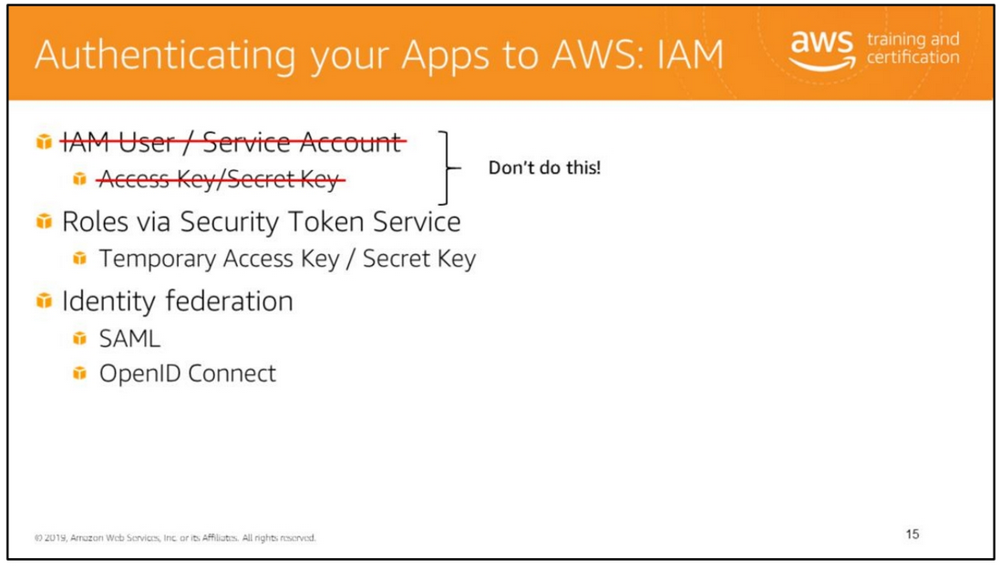 Authenticating your Apps to AWS: IAM
aws training and
certification
IAM User / Service Account
Access Key/Secret Key
Don't do this!
Roles via Security Token Service
Temporary Access Key / Secret Key
Identity federation
SAML
OpenID Connect
© 2019, Amazon Web Services, Inc. or its Affiliates. All rights reserved.
15